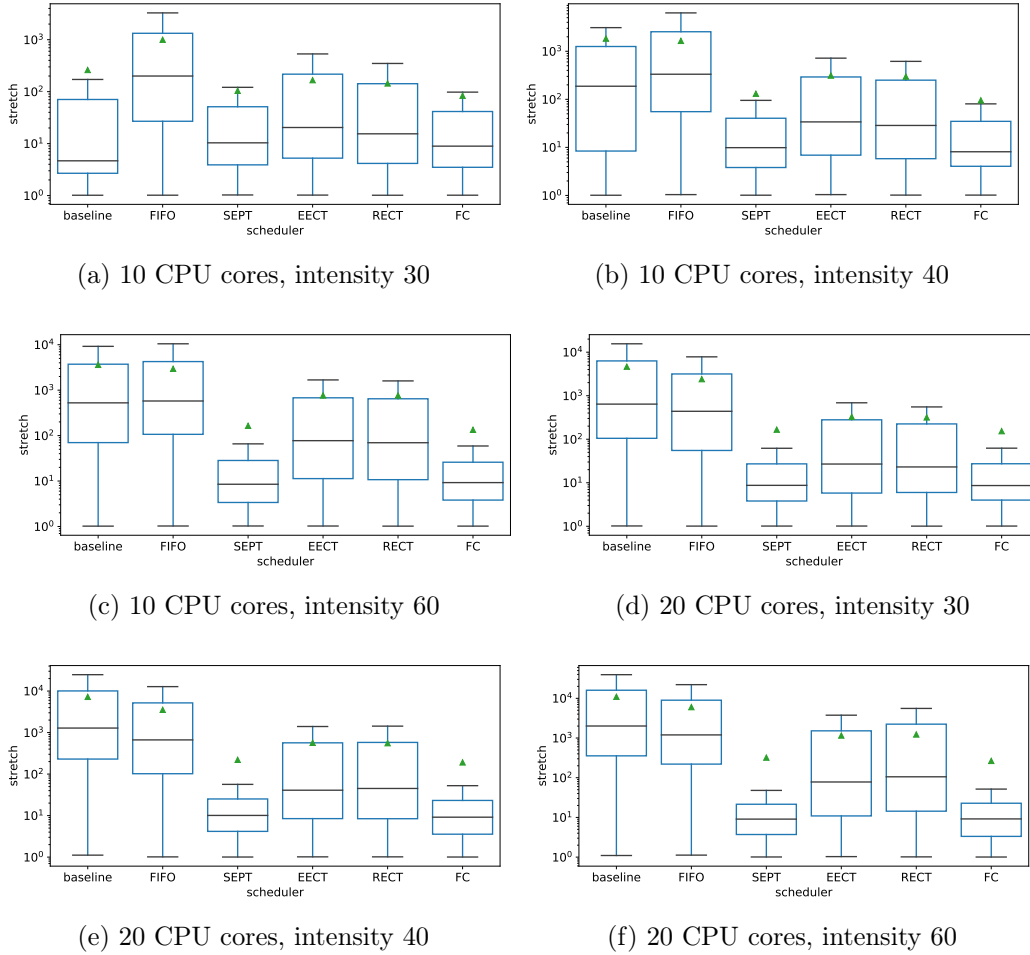 10³
10²
10¹
10⁰
stretch
baseline FIFO SEPT EECT RECT FC
scheduler
(a) 10 CPU cores, intensity 30
10³
10²
10¹
10⁰
stretch
baseline FIFO SEPT EECT RECT FC
scheduler
(b) 10 CPU cores, intensity 40
10⁴
10³
10²
10¹
10⁰
stretch
baseline FIFO SEPT EECT RECT FC
scheduler
(c) 10 CPU cores, intensity 60
10⁴
10³
10²
10¹
10⁰
stretch
baseline FIFO SEPT EECT RECT FC
scheduler
(d) 20 CPU cores, intensity 30
10⁴
10³
10²
10¹
10⁰
stretch
baseline FIFO SEPT EECT RECT FC
scheduler
(e) 20 CPU cores, intensity 40
10⁴
10³
10²
10¹
10⁰
stretch
baseline FIFO SEPT EECT RECT FC
scheduler
(f) 20 CPU cores, intensity 60